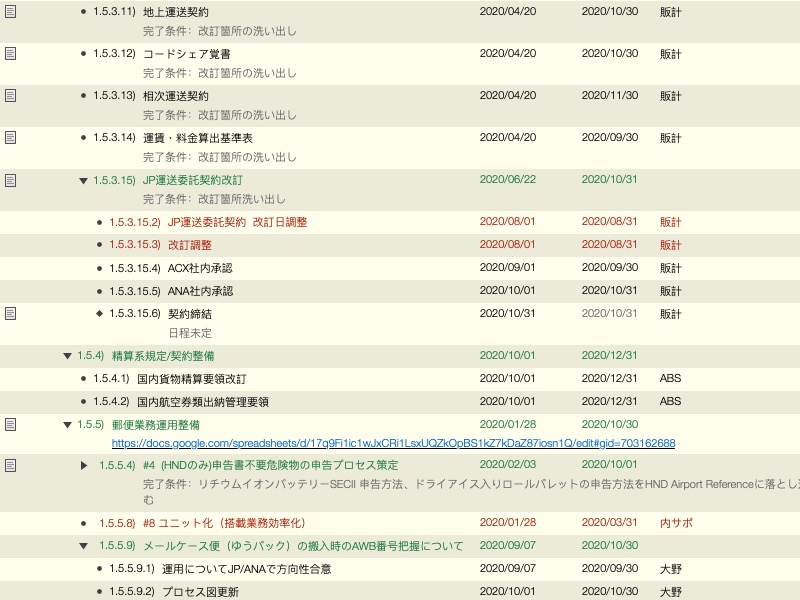 1.5.3.11) 地上運送契約 2020/04/20 2020/10/30 販計
完了条件：改訂箇所の洗い出し
1.5.3.12) コードシェア覚書 2020/04/20 2020/10/30 販計
完了条件：改訂箇所の洗い出し
1.5.3.13) 相次運送契約 2020/04/20 2020/11/30 販計
完了条件：改訂箇所の洗い出し
1.5.3.14) 運賃・料金算出基準表 2020/04/20 2020/09/30 販計
完了条件：改訂箇所の洗い出し
1.5.3.15) JP運送委託契約改訂 2020/06/22 2020/10/31
完了条件：改訂箇所洗い出し
1.5.3.15.2) JP運送委託契約 改訂日調整 2020/08/01 2020/08/31 販計
1.5.3.15.3) 改訂調整 2020/08/01 2020/08/31 販計
1.5.3.15.4) ACX社内承認 2020/09/01 2020/09/30 販計
1.5.3.15.5) ANA社内承認 2020/10/01 2020/10/31 販計
1.5.3.15.6) 契約締結 2020/10/31 2020/10/31 販計
日程未定
1.5.4) 精算系規定/契約整備 2020/10/01 2020/12/31
1.5.4.1) 国内貨物精算要領改訂 2020/10/01 2020/12/31 ABS
1.5.4.2) 国内航空券類出納管理要領 2020/10/01 2020/12/31 ABS
1.5.5) 郵便業務運用整備 2020/01/28 2020/10/30
https://docs.google.com/spreadsheets/d/17q9Fi1ic1wJxCRi1LsxUQZkOpBS1kZ7kDaZ87iosn1Q/edit#gid=703162688
1.5.5.4) #4 (HNDのみ)申告書不要危険物の申告プロセス策定 2020/02/03 2020/10/01
完了条件：リチウムイオンバッテリーSECII 申告方法、ドライアイス入りロールパレットの申告方法をHND Airport Referenceに落とし
む
1.5.5.8) #8 ユニット化（搭載業務効率化） 2020/01/28 2020/03/31 内サポ
1.5.5.9) メールケース便（ゆうパック）の搬入時のAWB番号把握について 2020/09/07 2020/10/30
1.5.5.9.1) 運用についてJP/ANAで方向性合意 2020/09/07 2020/09/30 大野
1.5.5.9.2) プロセス図更新 2020/10/01 2020/10/30 大野